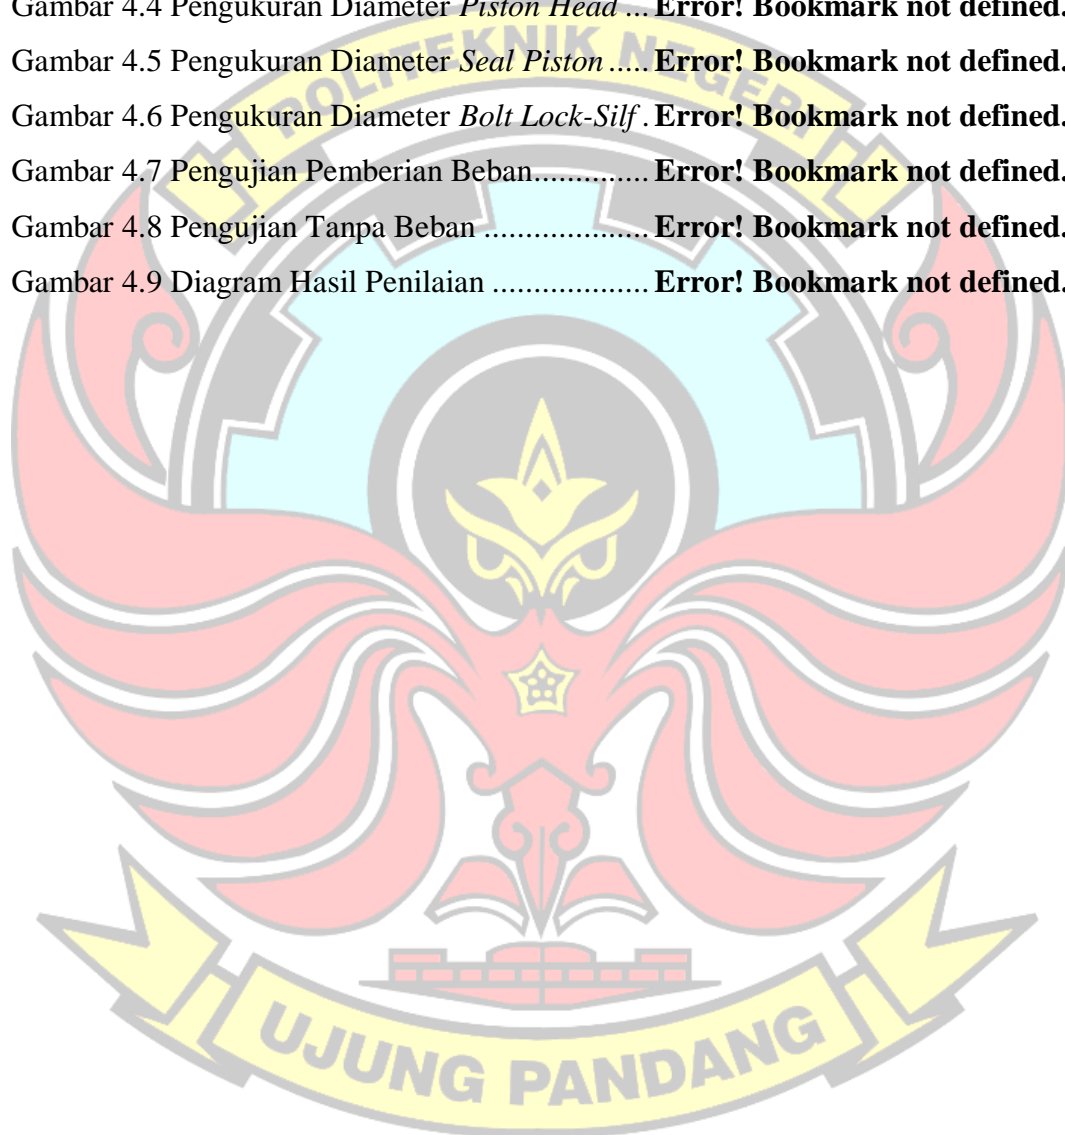 Gambar 4.4 Pengukuran Diameter Piston Head ... Error! Bookmark not defined.
Gambar 4.5 Pengukuran Diameter Seal Piston ..... Error! Bookmark not defined.
Gambar 4.6 Pengukuran Diameter Bolt Lock-Silf . Error! Bookmark not defined.
Gambar 4.7 Pengujian Pemberian Beban.............. Error! Bookmark not defined.
Gambar 4.8 Pengujian Tanpa Beban .................... Error! Bookmark not defined.
Gambar 4.9 Diagram Hasil Penilaian ................... Error! Bookmark not defined.
POLITEKNIK NEGERI
UJUNG PANDANG